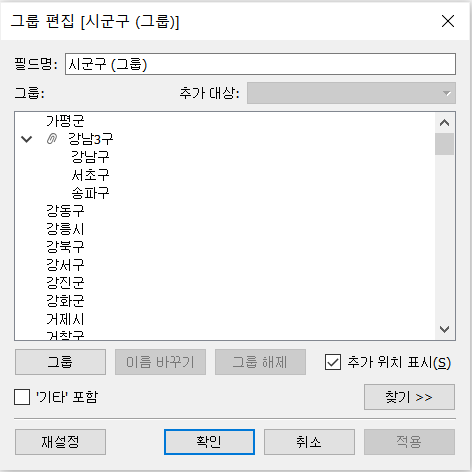 그룹 편집 [시군구 (그룹)]
필드명: 시군구 (그룹)
그룹: 추가 대상:
가평군
강남3구
강남구
서초구
송파구
강동구
강릉시
강북구
강서구
강진군
강화군
거제시
거창군
그룹 이름 바꾸기 그룹 해제 추가 위치 표시(S)
'기타' 포함 찾기 >>
재설정 확인 취소 적용